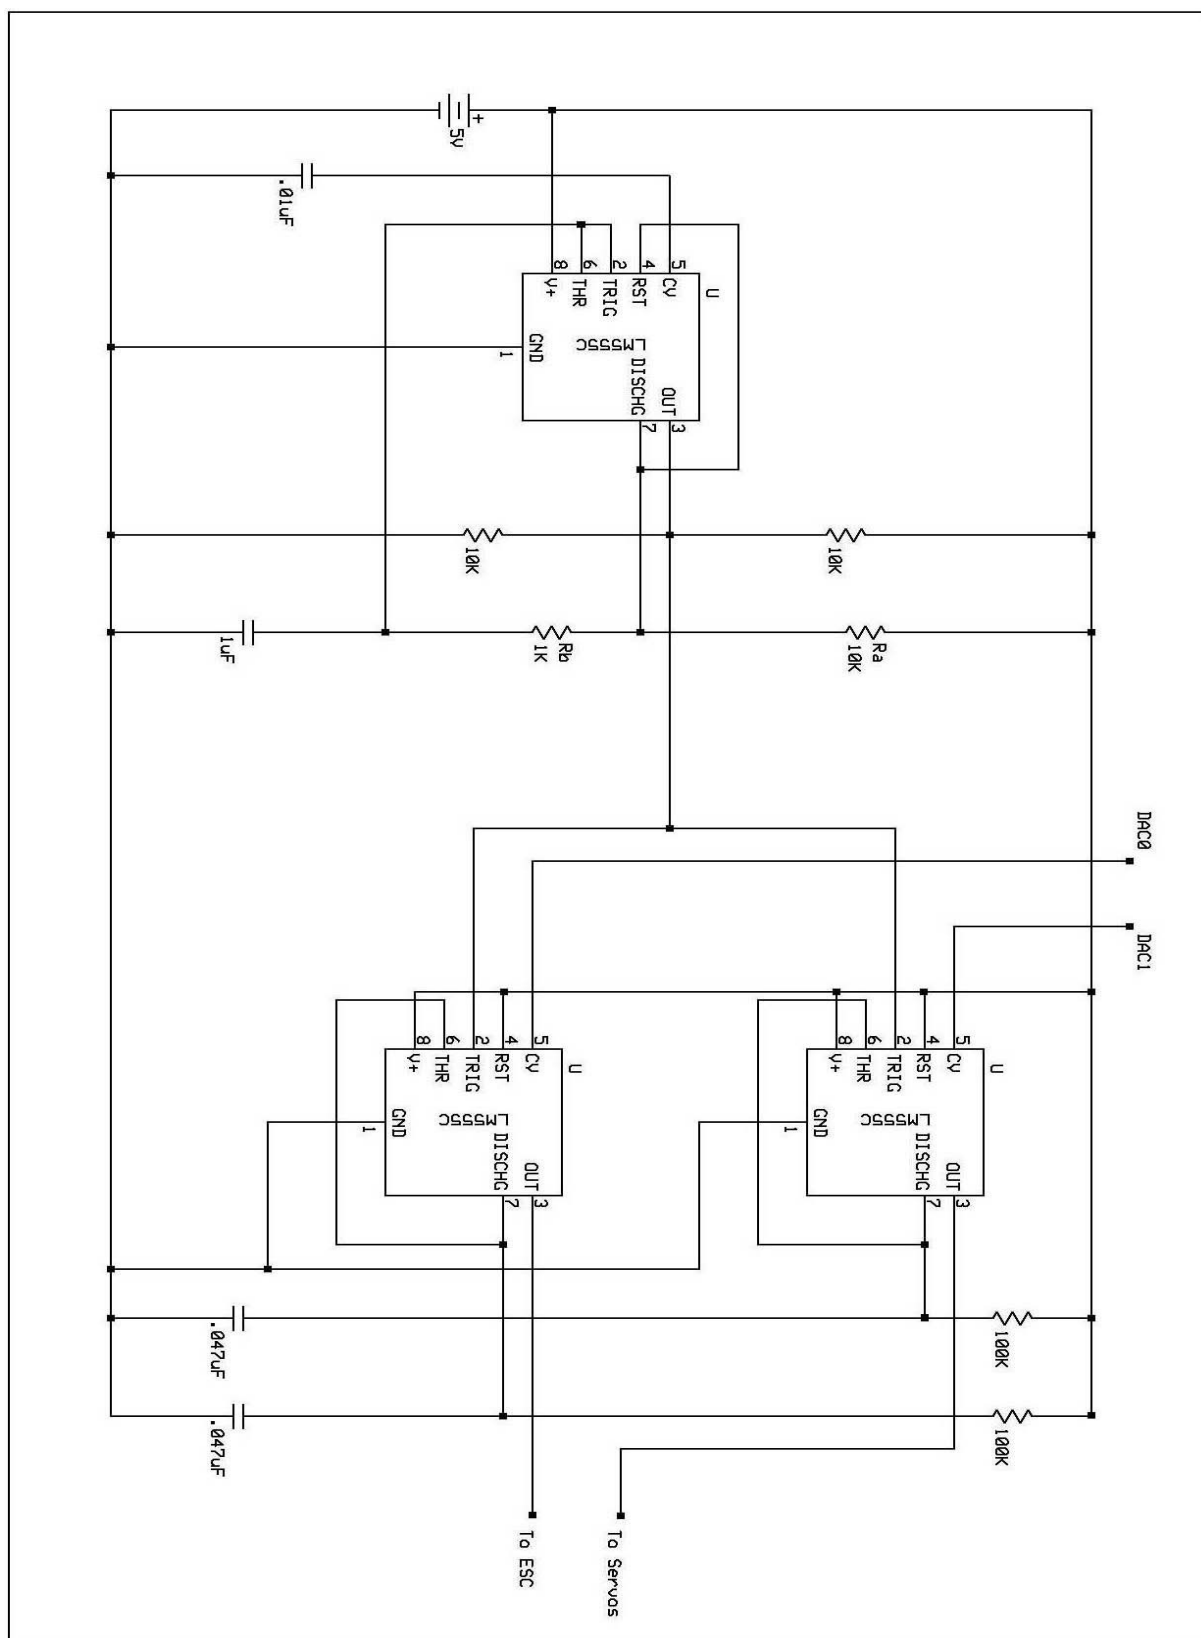 5V
+
.01uF
8
6
2
4
5
V+
THR
TRIG
RST
CV
U
LM555C
GND
1
DISCHG
OUT
7
3
10K
10K
1uF
Rb
1K
Ra
10K
DAC0
DAC1
8
6
2
4
5
V+
THR
TRIG
RST
CV
U
LM555C
GND
1
DISCHG
OUT
7
3
8
6
2
4
5
V+
THR
TRIG
RST
CV
U
LM555C
GND
1
DISCHG
OUT
7
3
.047uF
100K
.047uF
100K
To ESC
To Servos